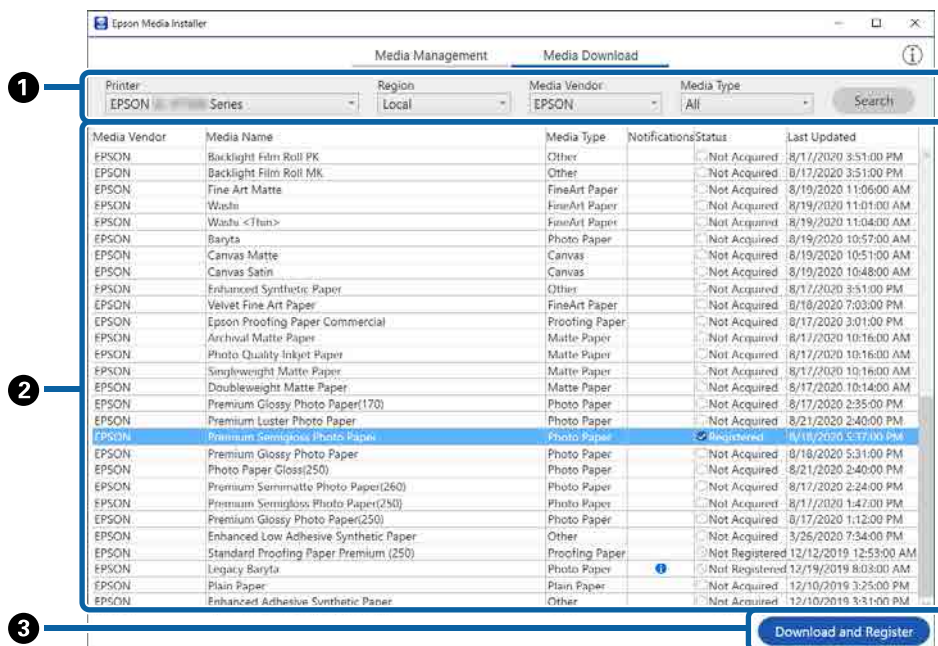 Epson Media Installer
Media Management Media Download
1
Printer Region Media Vendor Media Type
EPSON Series Local EPSON All Search
2
Media Vendor Media Name Media Type Notifications Status Last Updated
EPSON Backlight Film Roll PK Other Not Acquired 8/17/2020 3:51:00 PM
EPSON Backlight Film Roll MK Other Not Acquired 8/17/2020 3:51:00 PM
EPSON Fine Art Matte FineArt Paper Not Acquired 8/19/2020 11:06:00 AM
EPSON Washi FineArt Paper Not Acquired 8/19/2020 11:01:00 AM
EPSON Washi <Thin> FineArt Paper Not Acquired 8/19/2020 11:04:00 AM
EPSON Baryta Photo Paper Not Acquired 8/19/2020 10:57:00 AM
EPSON Canvas Matte Canvas Not Acquired 8/19/2020 10:51:00 AM
EPSON Canvas Satin Canvas Not Acquired 8/19/2020 10:48:00 AM
EPSON Enhanced Synthetic Paper Other Not Acquired 8/17/2020 3:51:00 PM
EPSON Velvet Fine Art Paper FineArt Paper Not Acquired 8/18/2020 7:03:00 PM
EPSON Epson Proofing Paper Commercial Proofing Paper Not Acquired 8/17/2020 3:01:00 PM
EPSON Archival Matte Paper Matte Paper Not Acquired 8/17/2020 10:16:00 AM
EPSON Photo Quality Inkjet Paper Matte Paper Not Acquired 8/17/2020 10:16:00 AM
EPSON Singleweight Matte Paper Matte Paper Not Acquired 8/17/2020 10:16:00 AM
EPSON Doubleweight Matte Paper Matte Paper Not Acquired 8/17/2020 10:14:00 AM
EPSON Premium Glossy Photo Paper(170) Photo Paper Not Acquired 8/17/2020 2:35:00 PM
EPSON Premium Luster Photo Paper Photo Paper Not Acquired 8/21/2020 2:40:00 PM
EPSON Premium Semigloss Photo Paper Photo Paper Registered 8/18/2020 5:37:00 PM
EPSON Premium Glossy Photo Paper Photo Paper Not Acquired 8/18/2020 5:31:00 PM
EPSON Photo Paper Gloss(250) Photo Paper Not Acquired 8/21/2020 2:40:00 PM
EPSON Premium Semimatte Photo Paper(260) Photo Paper Not Acquired 8/17/2020 2:24:00 PM
EPSON Premium Semigloss Photo Paper(250) Photo Paper Not Acquired 8/17/2020 1:47:00 PM
EPSON Premium Glossy Photo Paper(250) Photo Paper Not Acquired 8/17/2020 1:12:00 PM
EPSON Enhanced Low Adhesive Synthetic Paper Other Not Acquired 3/26/2020 7:34:00 PM
EPSON Standard Proofing Paper Premium (250) Proofing Paper Not Registered 12/12/2019 12:53:00 AM
EPSON Legacy Baryta Photo Paper Not Registered 12/19/2019 8:03:00 AM
EPSON Plain Paper Plain Paper Not Acquired 12/10/2019 3:25:00 PM
EPSON Enhanced Adhesive Synthetic Paper Other Not Acquired 12/10/2019 3:31:00 PM
3
Download and Register